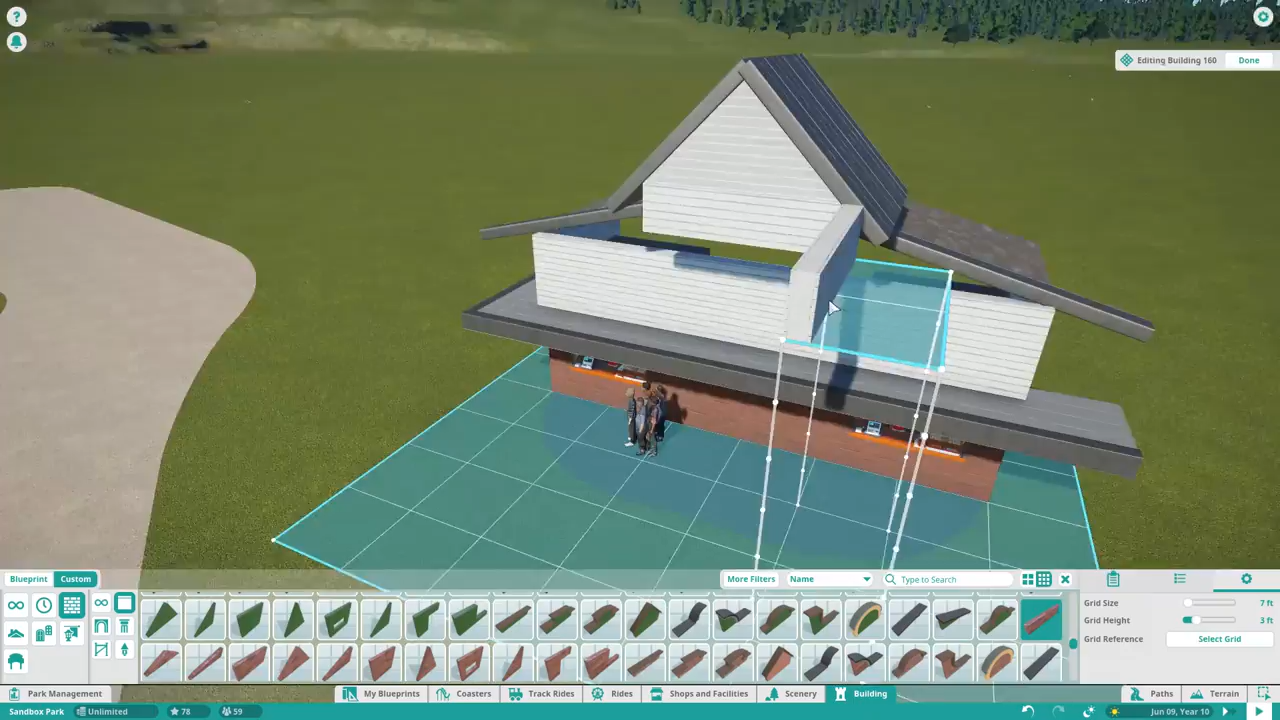 Editing Building 160 Done
Blueprint Custom More Filters Name Type to Search
Grid Size 7 ft
Grid Height 3 ft
Grid Reference Select Grid
Park Management My Blueprints Coasters Track Rides Rides Shops and Facilities Scenery Building Paths Terrain
Sandbox Park Unlimited 78 59 Jun 09, Year 10